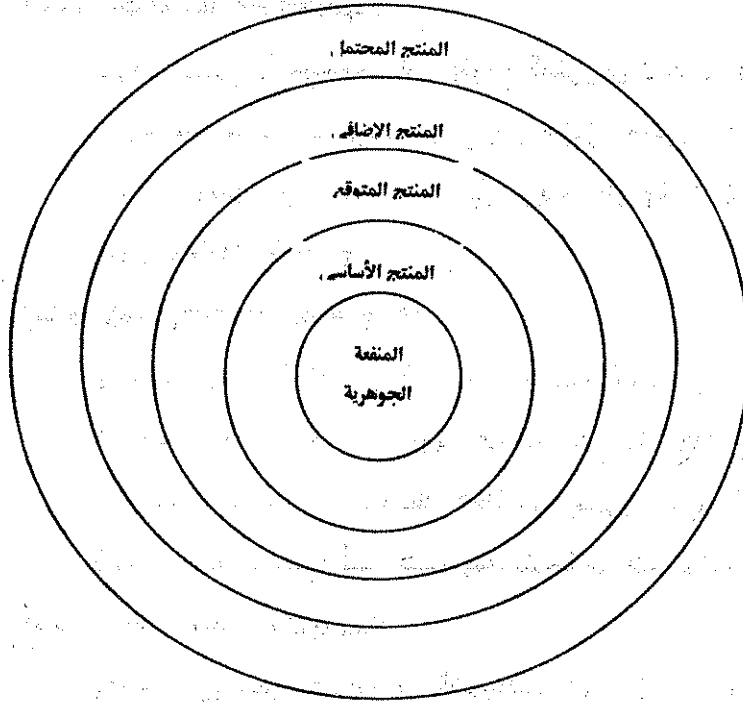 المنتج المحتمل
المنتج الإضافي
المنتج المتوقع
المنتج الأساسي
المنفعة
الجوهرية